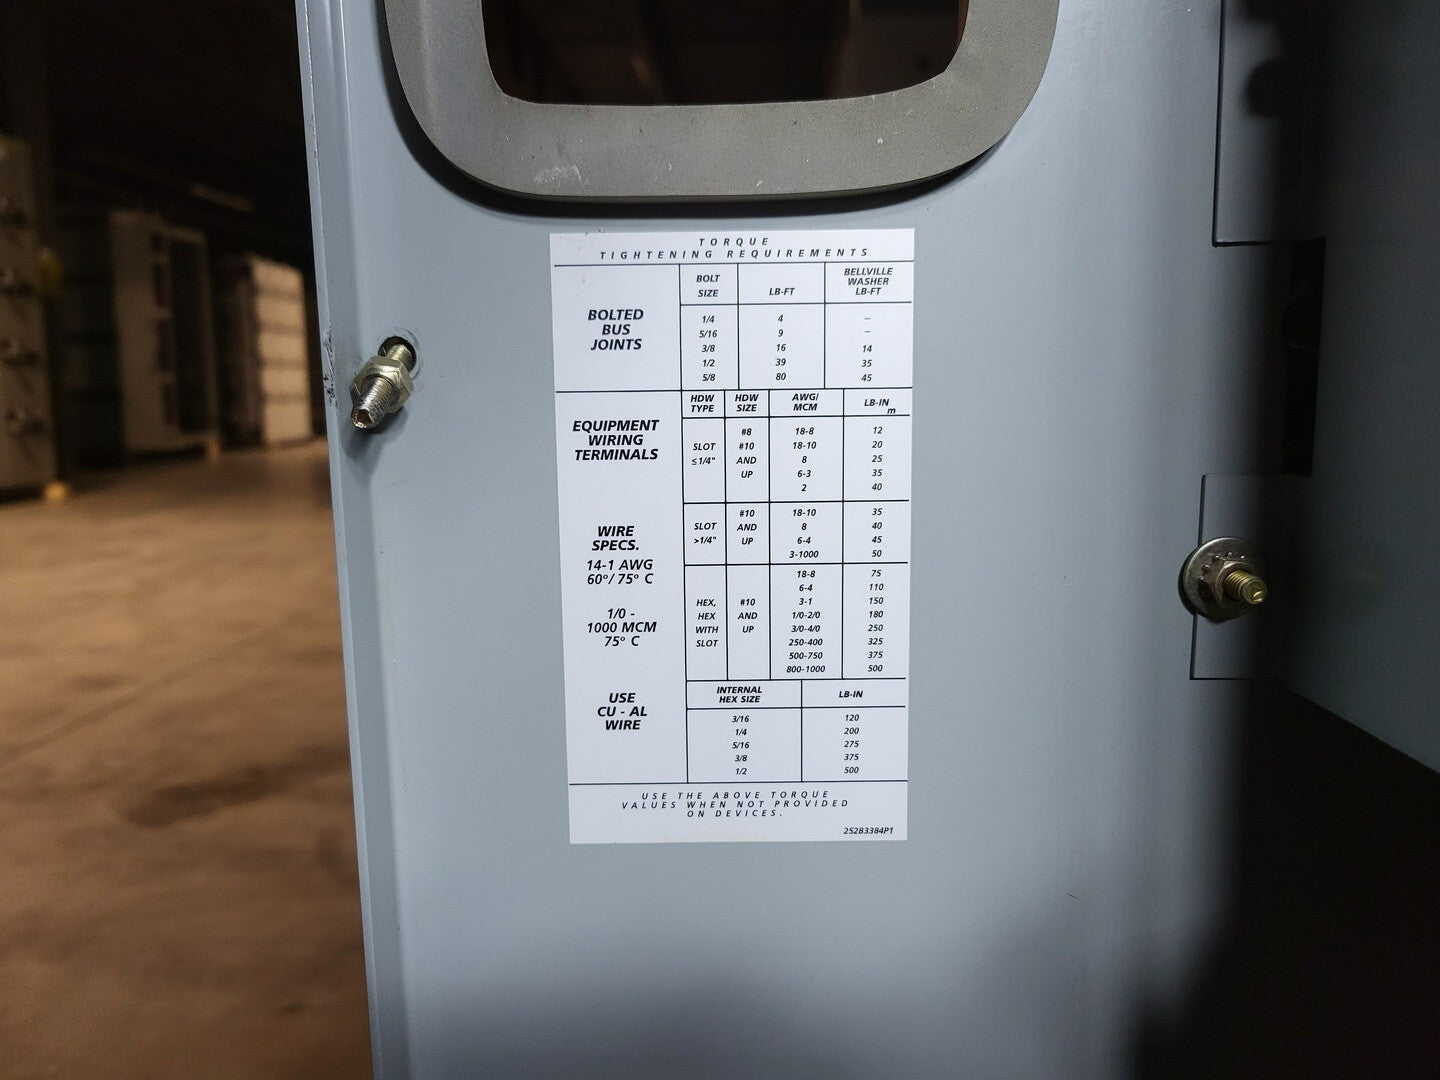 TORQUE
TIGHTENING REQUIREMENTS
BOLTED
BUS
JOINTS
BOLT
SIZE
LB-FT
BELLVILLE
WASHER
LB-FT
1/4 4 –
5/16 9 –
3/8 16 14
1/2 39 35
5/8 80 45
EQUIPMENT
WIRING
TERMINALS
WIRE
SPECS.
14-1 AWG
60°/ 75° C
1/0 -
1000 MCM
75° C
USE
CU - AL
WIRE
HDW
TYPE
HDW
SIZE
AWG/
MCM
LB-IN
m
SLOT
≤1/4"
#8
#10
AND
UP
18-8 12
18-10 20
8 25
6-3 35
2 40
SLOT
>1/4"
#10
AND
UP
18-10 35
8 40
6-4 45
3-1000 50
HEX,
HEX
WITH
SLOT
#10
AND
UP
18-8 75
6-4 110
3-1 150
1/0-2/0 180
3/0-4/0 250
250-400 325
500-750 375
800-1000 500
INTERNAL
HEX SIZE
LB-IN
3/16 120
1/4 200
5/16 275
3/8 375
1/2 500
USE THE ABOVE TORQUE
VALUES WHEN NOT PROVIDED
ON DEVICES.
252B3384P1